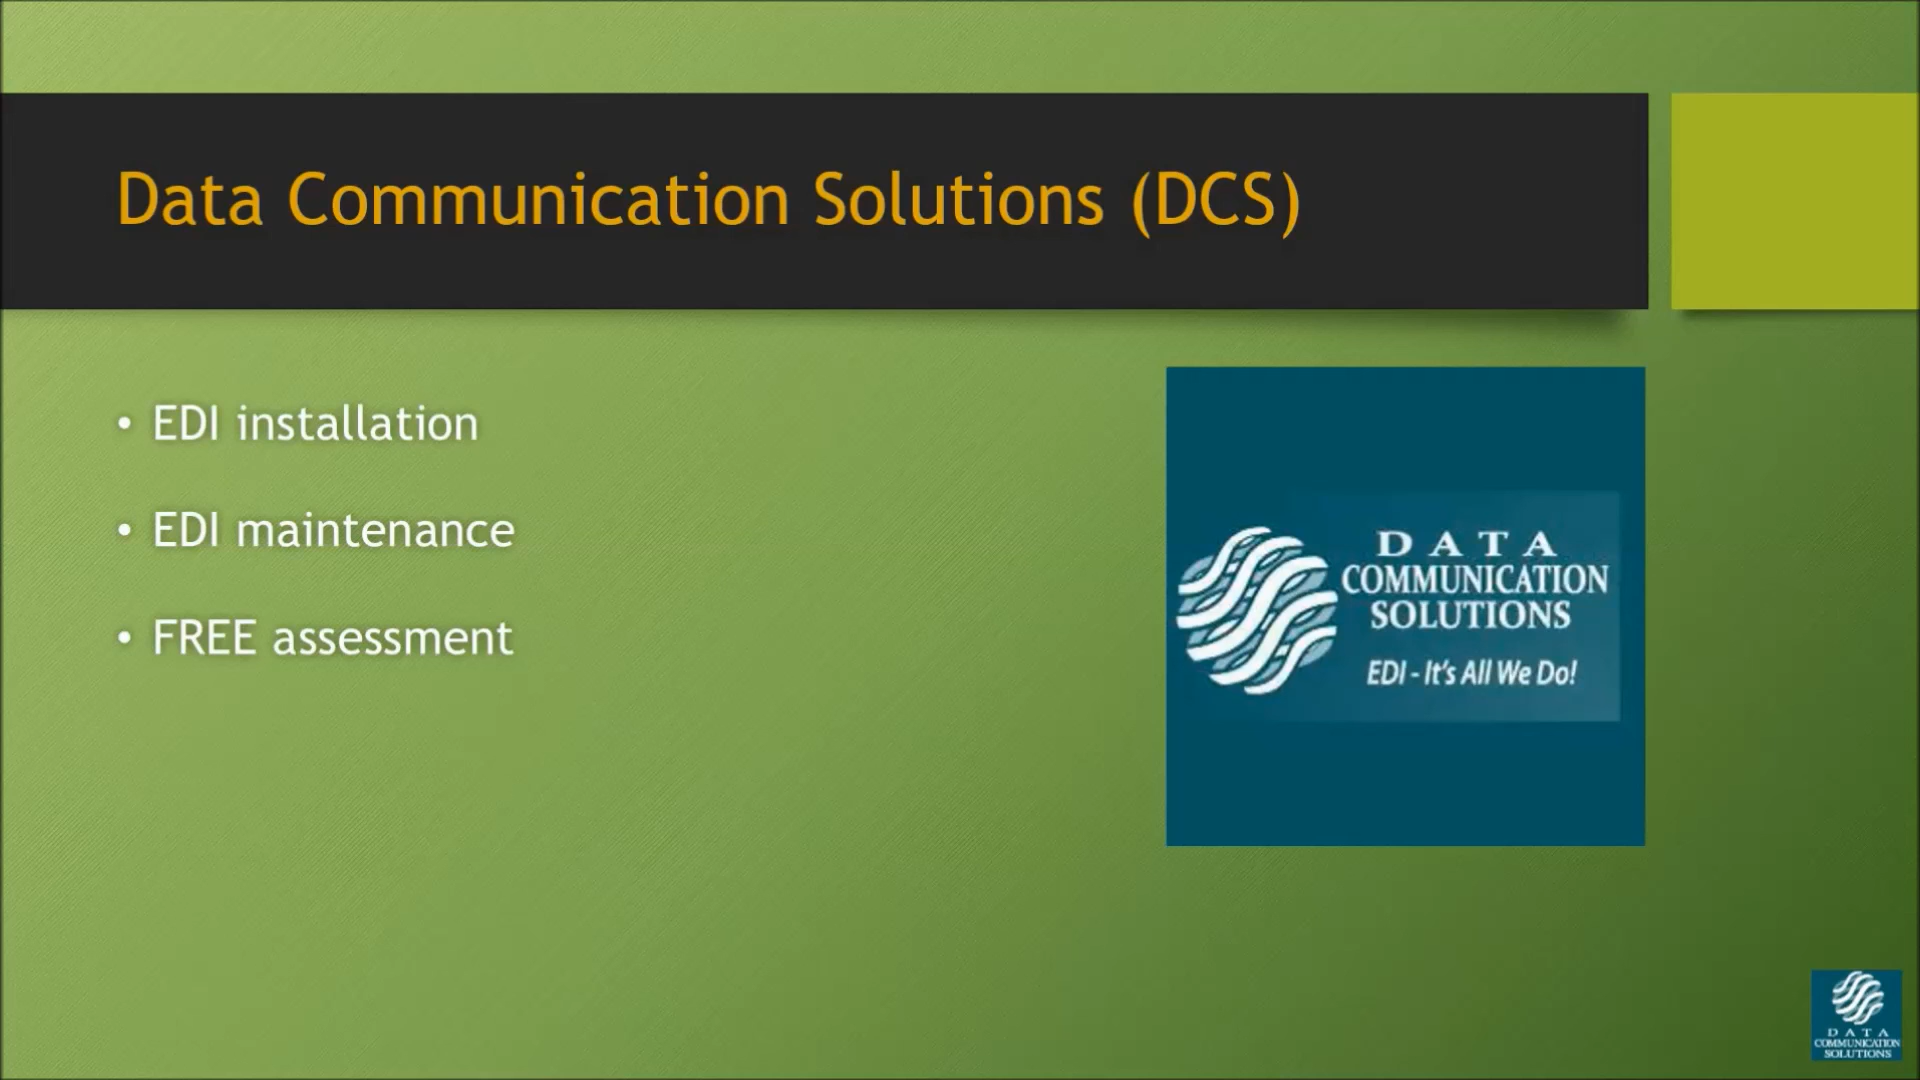 Data Communication Solutions (DCS)
• EDI installation
• EDI maintenance
• FREE assessment
DATA
COMMUNICATION
SOLUTIONS
EDI - It's All We Do!
DATA
COMMUNICATION
SOLUTIONS